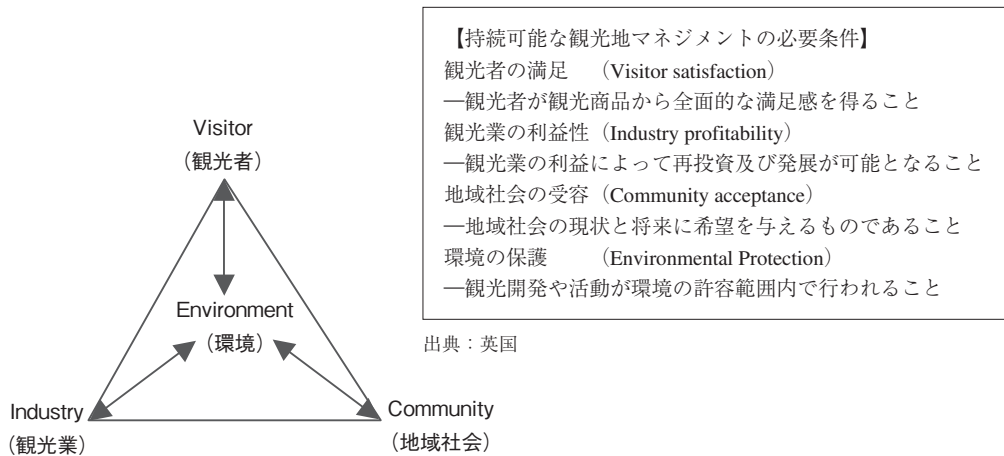 Visitor
（観光者）
Environment
（環境）
Industry
（観光業）
Community
（地域社会）
【持続可能な観光地マネジメントの必要条件】
観光者の満足　（Visitor satisfaction）
―観光者が観光商品から全面的な満足感を得ること
観光業の利益性（Industry profitability）
―観光業の利益によって再投資及び発展が可能となること
地域社会の受容（Community acceptance）
―地域社会の現状と将来に希望を与えるものであること
環境の保護　　（Environmental Protection）
―観光開発や活動が環境の許容範囲内で行われること
出典：英国